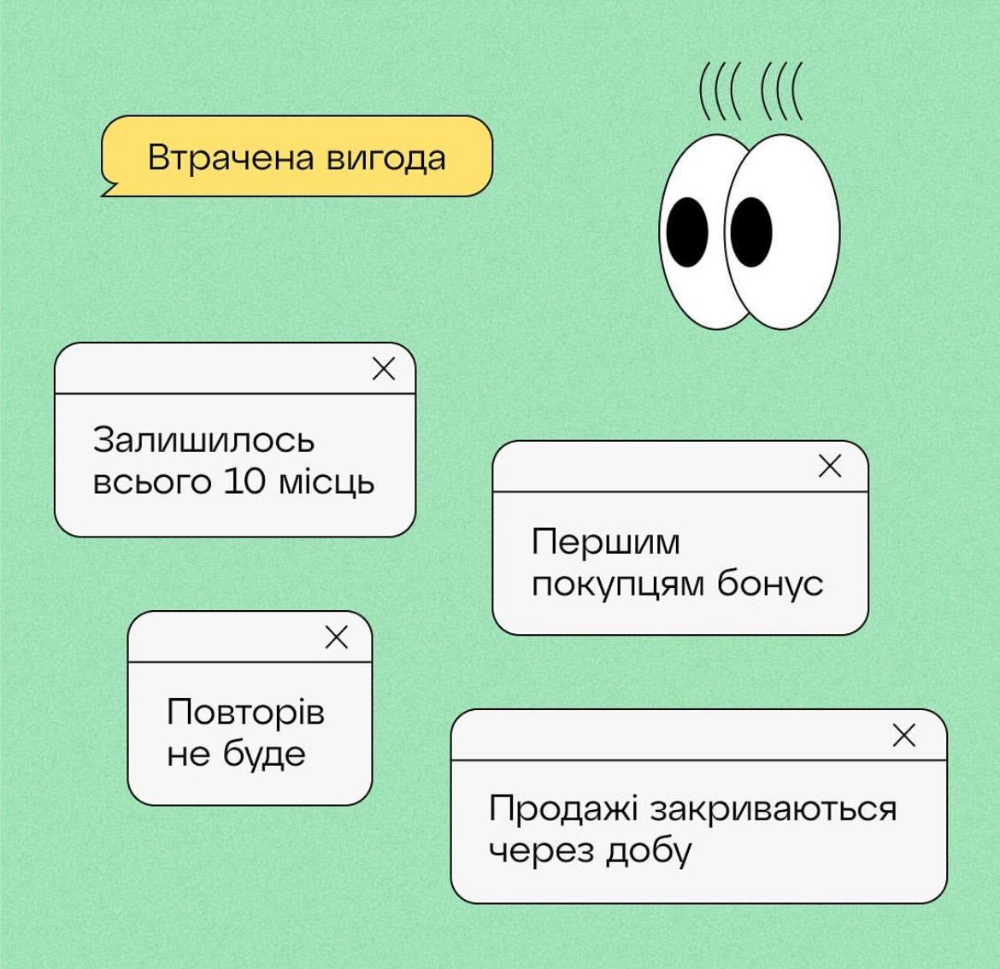 Втрачена вигода
Залишилось
всього 10 місць
Першим
покупцям бонус
Повторів
не буде
Продажі закриваються
через добу